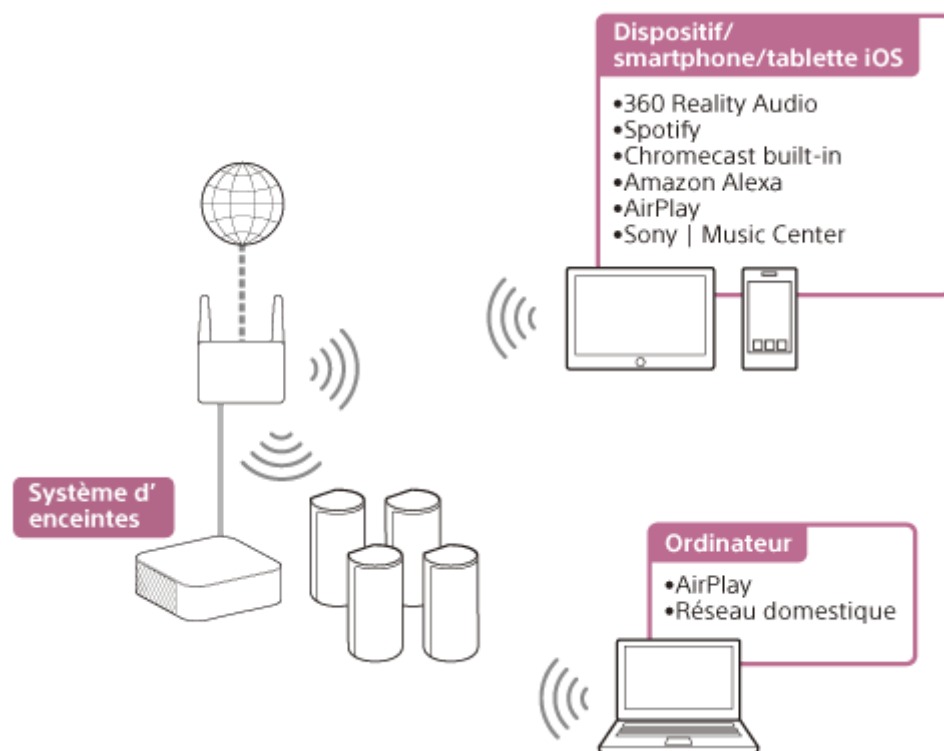 Dispositif/
smartphone/tablette iOS
•360 Reality Audio
•Spotify
•Chromecast built-in
•Amazon Alexa
•AirPlay
•Sony | Music Center
Système d’
enceintes
Ordinateur
•AirPlay
•Réseau domestique